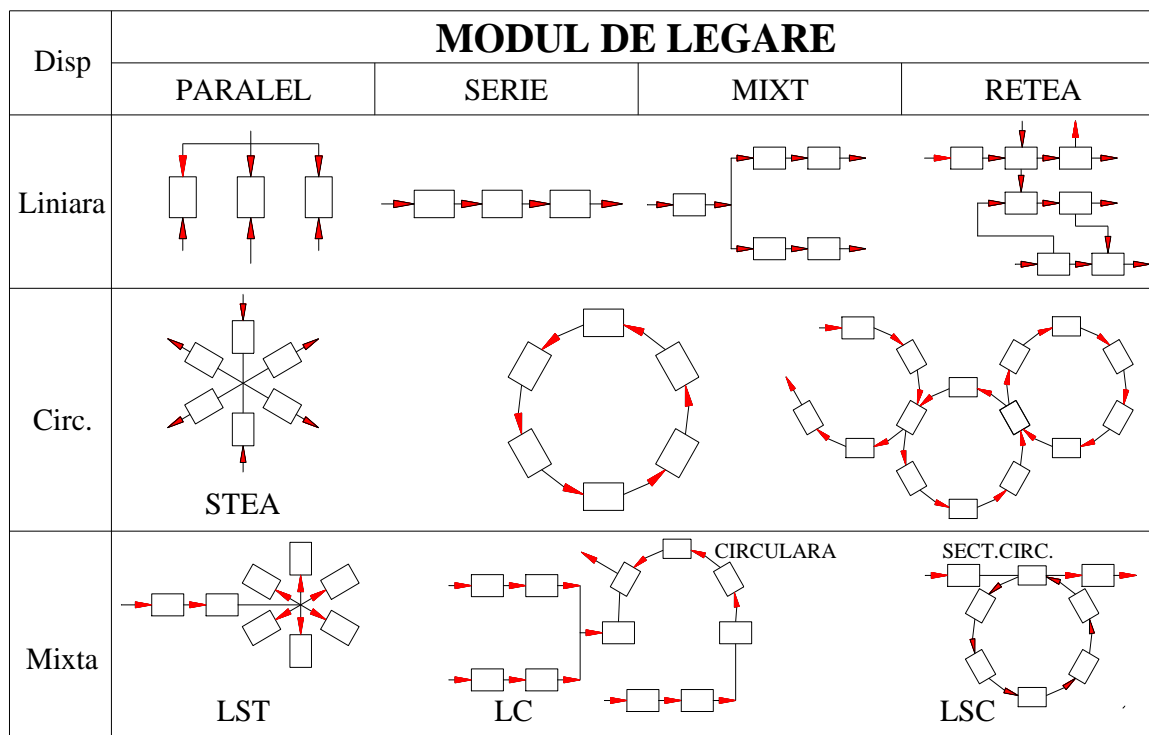 Disp
MODUL DE LEGARE
PARALEL SERIE MIXT RETEA
Liniara
Circ.
STEA
Mixta
CIRCULARA
SECT.CIRC.
LST
LC
LSC